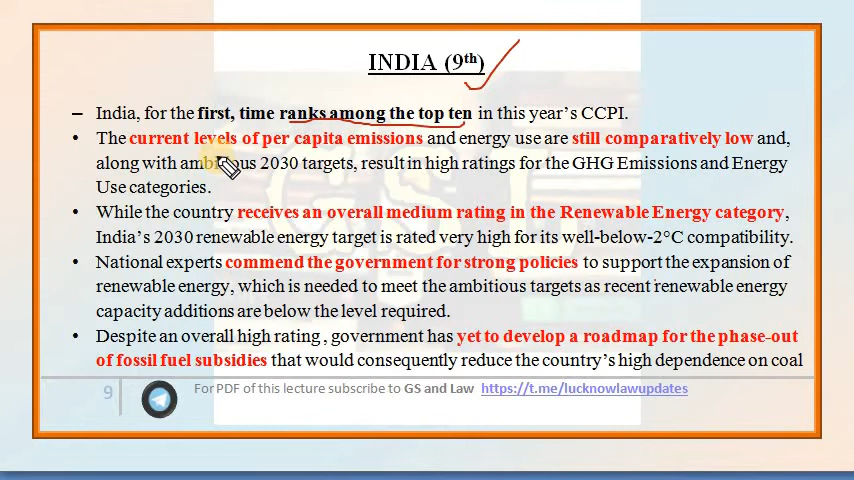 INDIA (9th)
– India, for the first, time ranks among the top ten in this year’s CCPI.
• The current levels of per capita emissions and energy use are still comparatively low and,
along with ambitious 2030 targets, result in high ratings for the GHG Emissions and Energy
Use categories.
• While the country receives an overall medium rating in the Renewable Energy category,
India’s 2030 renewable energy target is rated very high for its well-below-2°C compatibility.
• National experts commend the government for strong policies to support the expansion of
renewable energy, which is needed to meet the ambitious targets as recent renewable energy
capacity additions are below the level required.
• Despite an overall high rating , government has yet to develop a roadmap for the phase-out
of fossil fuel subsidies that would consequently reduce the country’s high dependence on coal
9 For PDF of this lecture subscribe to GS and Law https://t.me/lucknowlawupdates